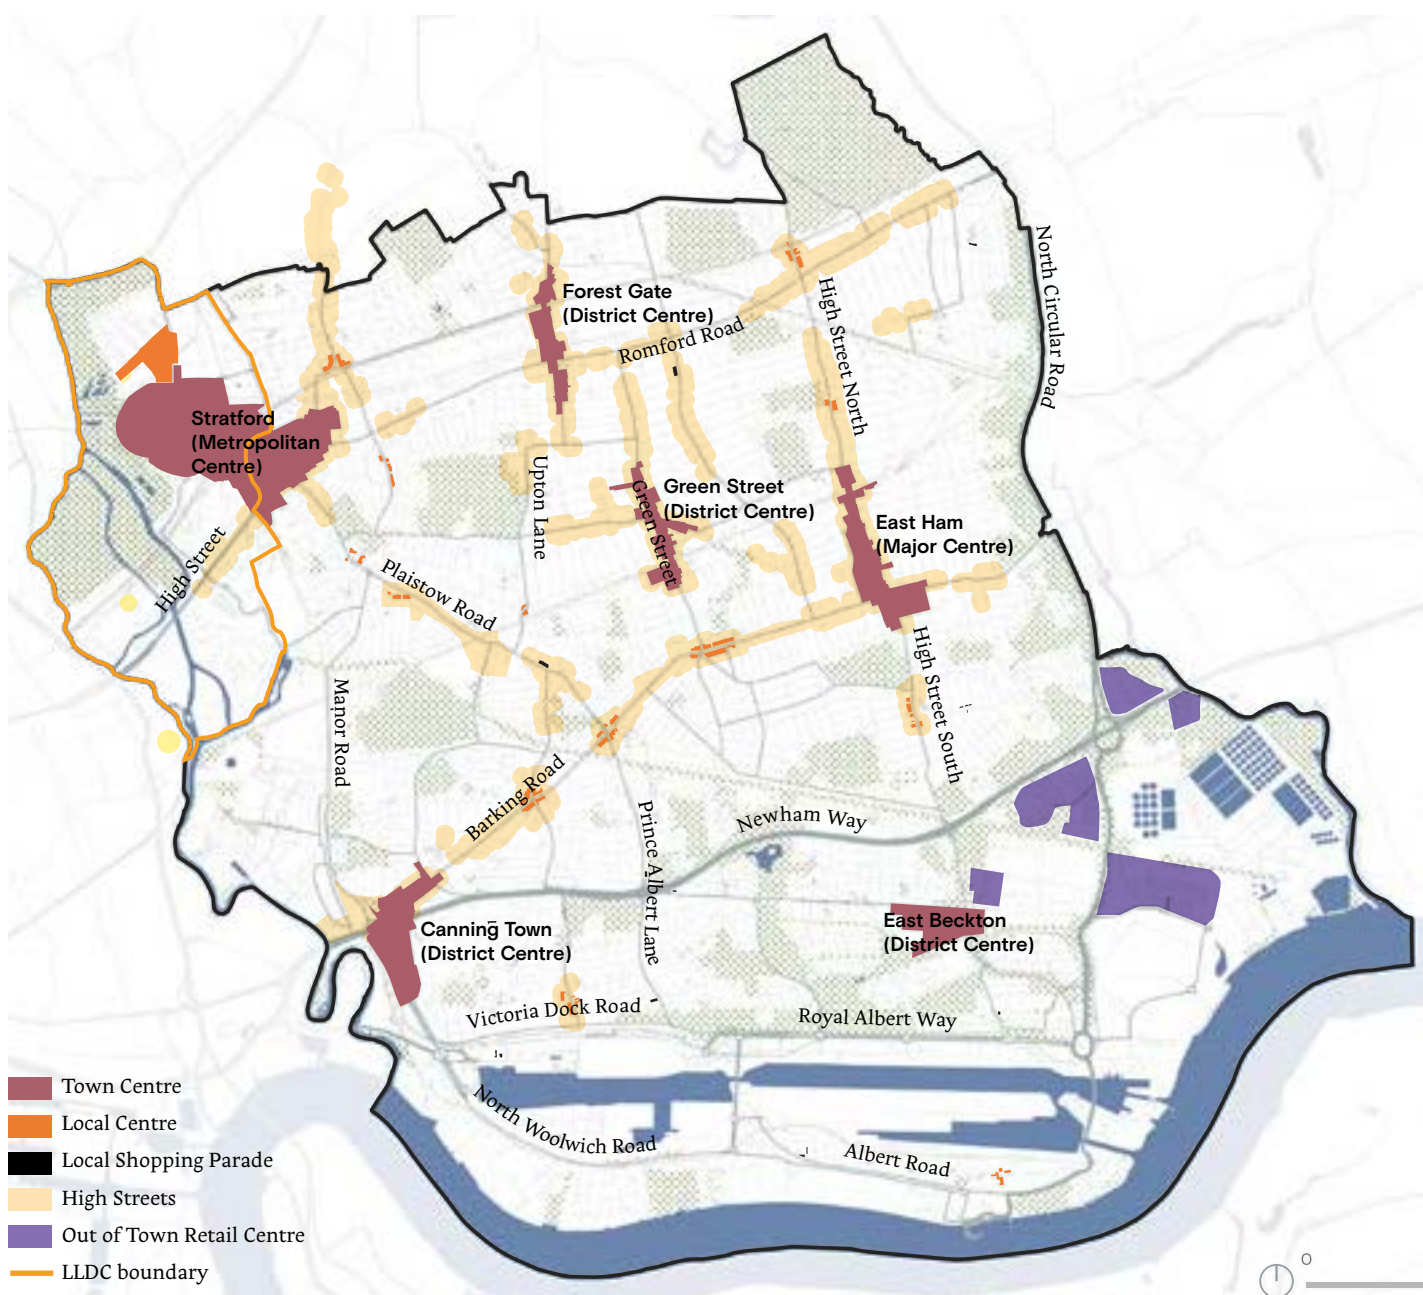 North Circular Road
Forest Gate
(District Centre)
High Street North
Romford Road
Stratford
(Metropolitan
Centre)
Upton Lane
Green Street
Green Street
(District Centre)
East Ham
(Major Centre)
High Street
Plaistow Road
High Street South
Manor Road
Barking Road
Prince Albert Lane
Newham Way
Canning Town
(District Centre)
East Beckton
(District Centre)
Victoria Dock Road
Royal Albert Way
North Woolwich Road
Albert Road
Town Centre
Local Centre
Local Shopping Parade
High Streets
Out of Town Retail Centre
LLDC boundary
0